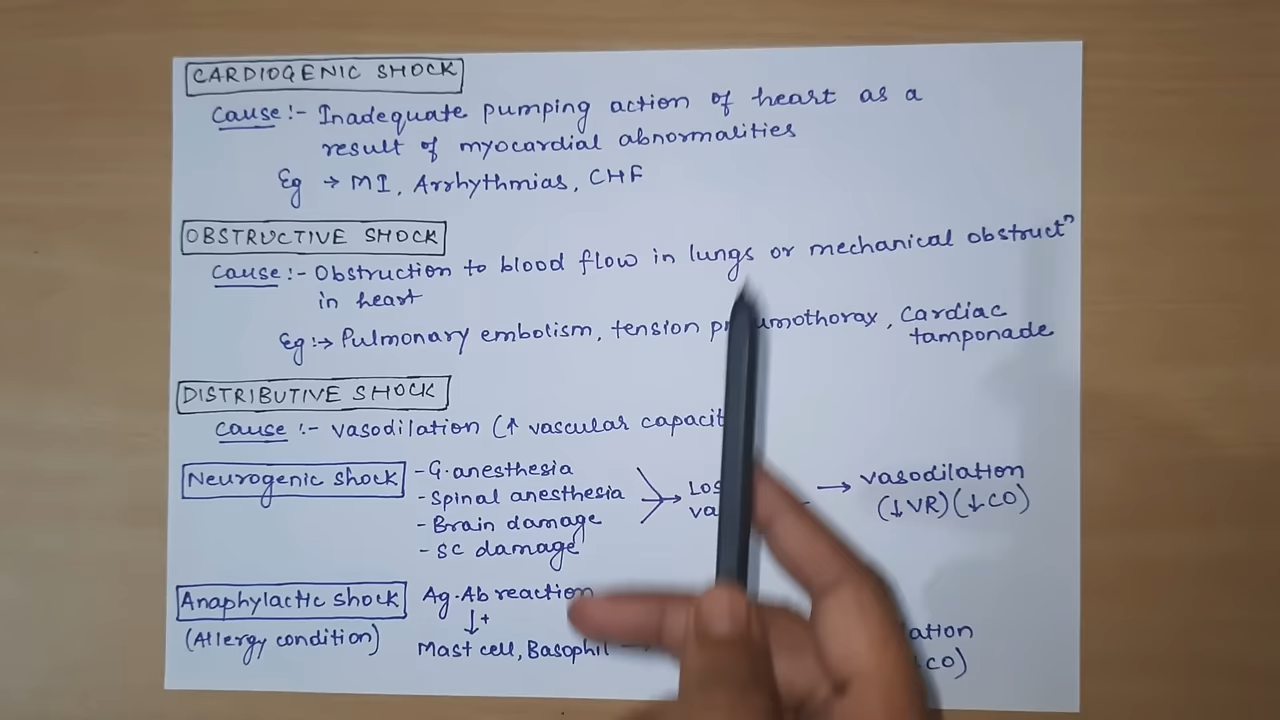 CARDIOGENIC SHOCK
Cause :- Inadequate pumping action of heart as a
result of myocardial abnormalities
Eg → MI, Arrhythmias, CHF
OBSTRUCTIVE SHOCK
Cause :- Obstruction to blood flow in lungs or mechanical obstructⁿ
in heart
Eg :→ Pulmonary embolism, tension , Cardiac
tamponade
DISTRIBUTIVE SHOCK
Cause :- Vasodilation (↑ vascular
Neurogenic shock
- G. anesthesia
- Spinal anesthesia
- Brain damage
- SC damage
→ vasodilation
(↓VR) (↓CO)
Anaphylactic shock
(Allergy condition)
Ag-Ab reaction
↓+
Mast cell, Basophil →